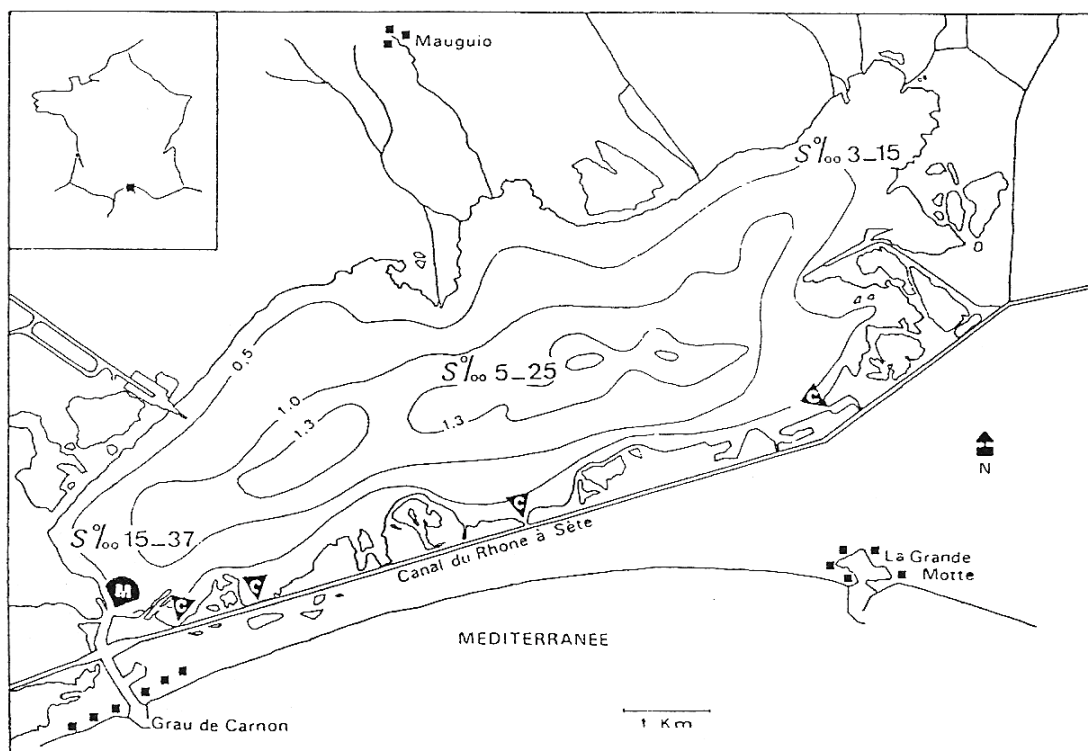 Mauguio
S‰ 3_15
0.5
S‰ 5_25
1.0
1.3
1.3
C
N
C
S‰ 15_37
Canal du Rhone à Sète
La Grande
Motte
M
C
C
MEDITERRANEE
1 Km
Grau de Carnon